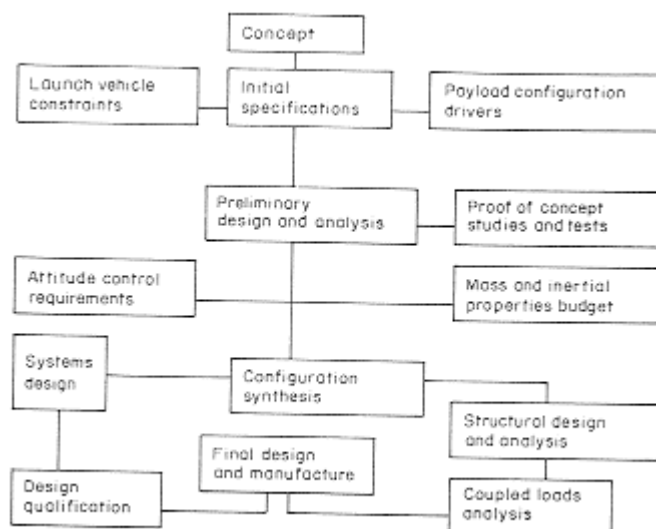 Concept
Launch vehicle
constraints
Initial
specifications
Payload configuration
drivers
Preliminary
design and analysis
Proof of concept
studies and tests
Attitude control
requirements
Mass and inertial
properties budget
Systems
design
Configuration
synthesis
Structural design
and analysis
Final design
and manufacture
Design
qualification
Coupled loads
analysis